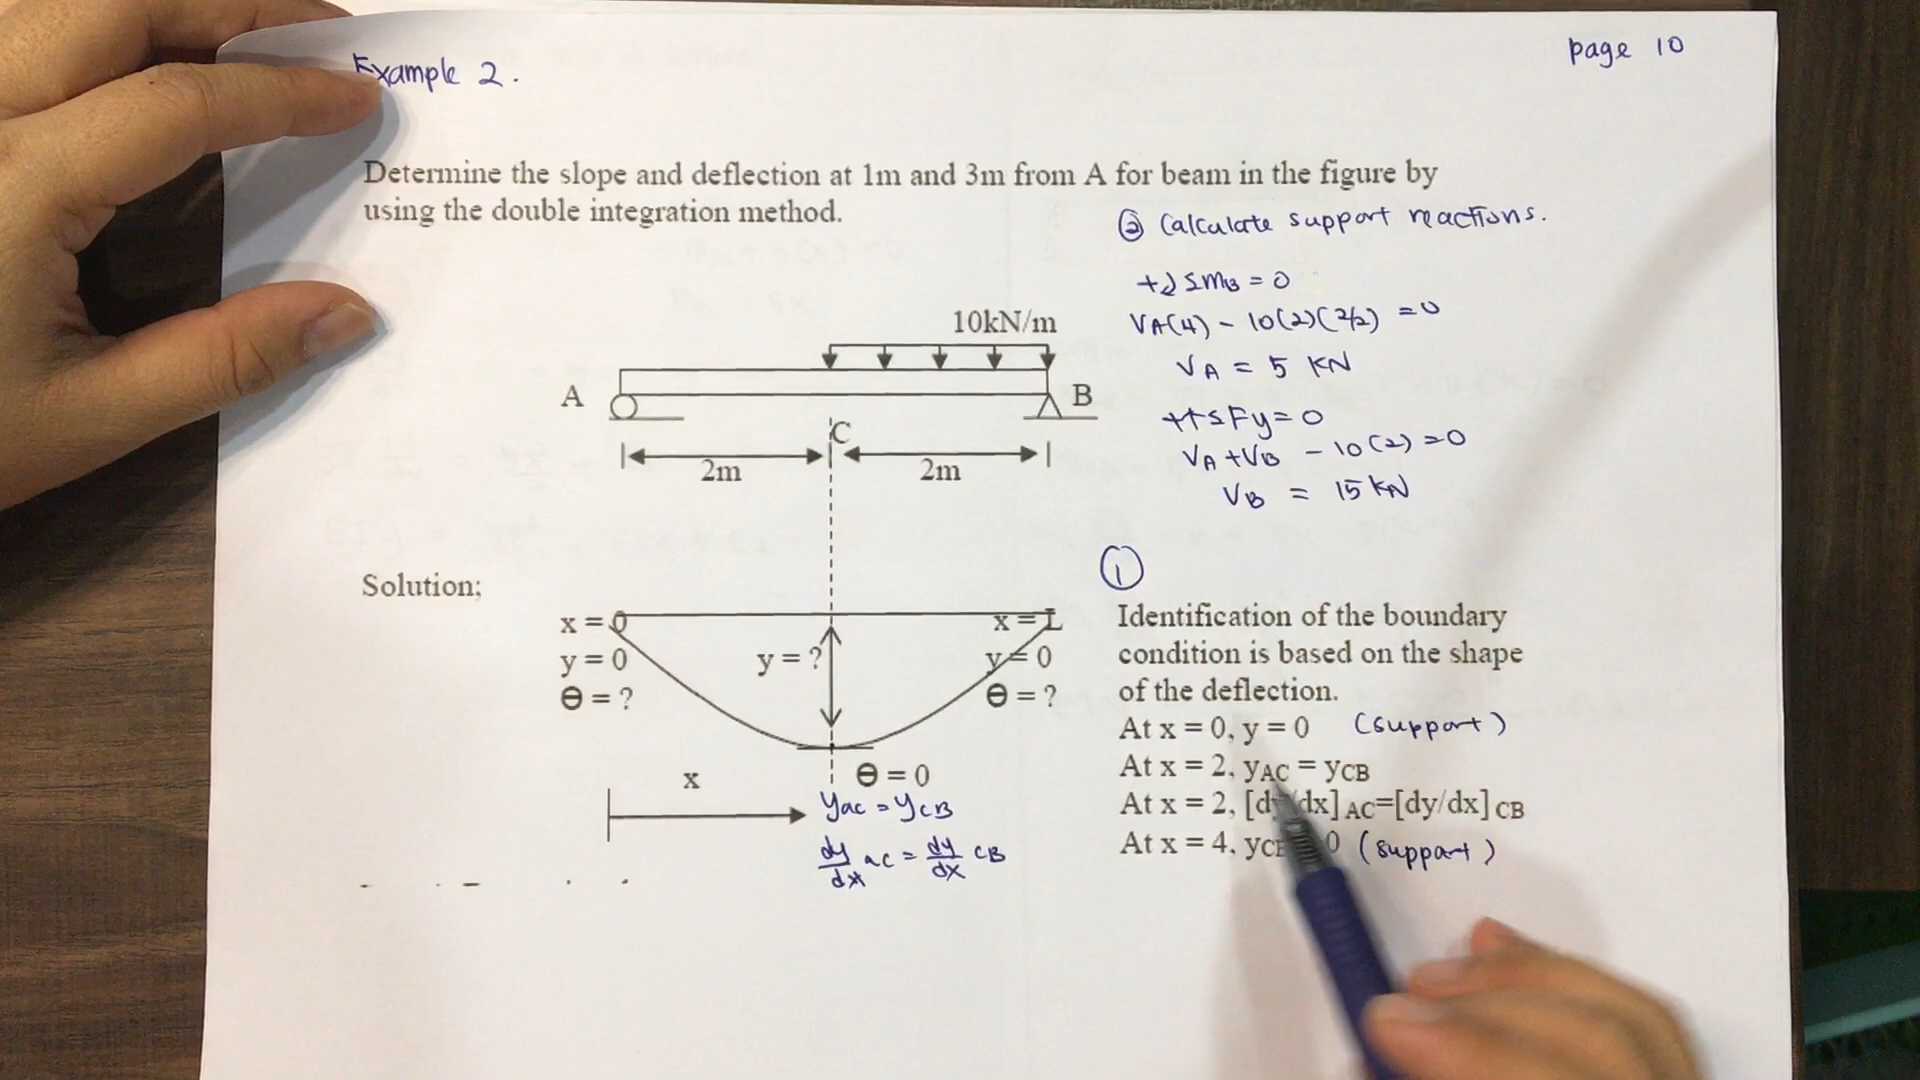 Example 2.
page 10
Determine the slope and deflection at 1m and 3m from A for beam in the figure by
using the double integration method.
② Calculate support reactions.
+⤸ ΣMB = 0
VA(4) - 10(2)(2/2) = 0
VA = 5 KN
+↑ΣFy = 0
VA + VB - 10(2) = 0
VB = 15 kN
10kN/m
A
B
C
2m
2m
Solution;
x = 0
y = 0
Ө = ?
y = ?
x = L
y = 0
Ө = ?
x
Ө = 0
yac = yCB
dy/dx ac = dy/dx CB
①
Identification of the boundary
condition is based on the shape
of the deflection.
At x = 0, y = 0 (support)
At x = 2, yAC = yCB
At x = 2, [dy/dx] AC=[dy/dx] CB
At x = 4, 0 (support)